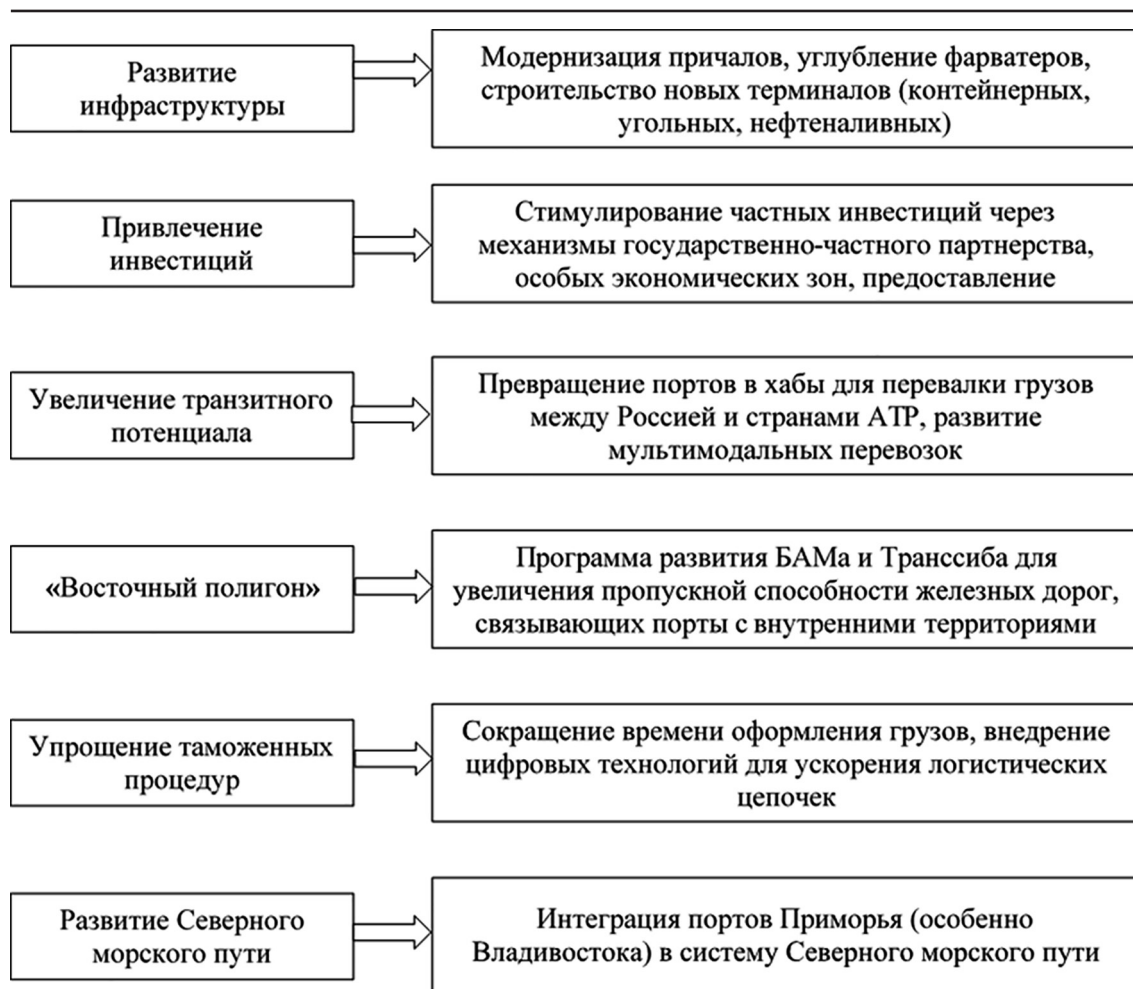 Развитие
инфраструктуры
Модернизация причалов, углубление фарватеров,
строительство новых терминалов (контейнерных,
угольных, нефтеналивных)
Привлечение
инвестиций
Стимулирование частных инвестиций через
механизмы государственно-частного партнерства,
особых экономических зон, предоставление
Увеличение транзитного
потенциала
Превращение портов в хабы для перевалки грузов
между Россией и странами АТР, развитие
мультимодальных перевозок
«Восточный полигон»
Программа развития БАМа и Транссиба для
увеличения пропускной способности железных дорог,
связывающих порты с внутренними территориями
Упрощение таможенных
процедур
Сокращение времени оформления грузов, внедрение
цифровых технологий для ускорения логистических
цепочек
Развитие Северного
морского пути
Интеграция портов Приморья (особенно
Владивостока) в систему Северного морского пути